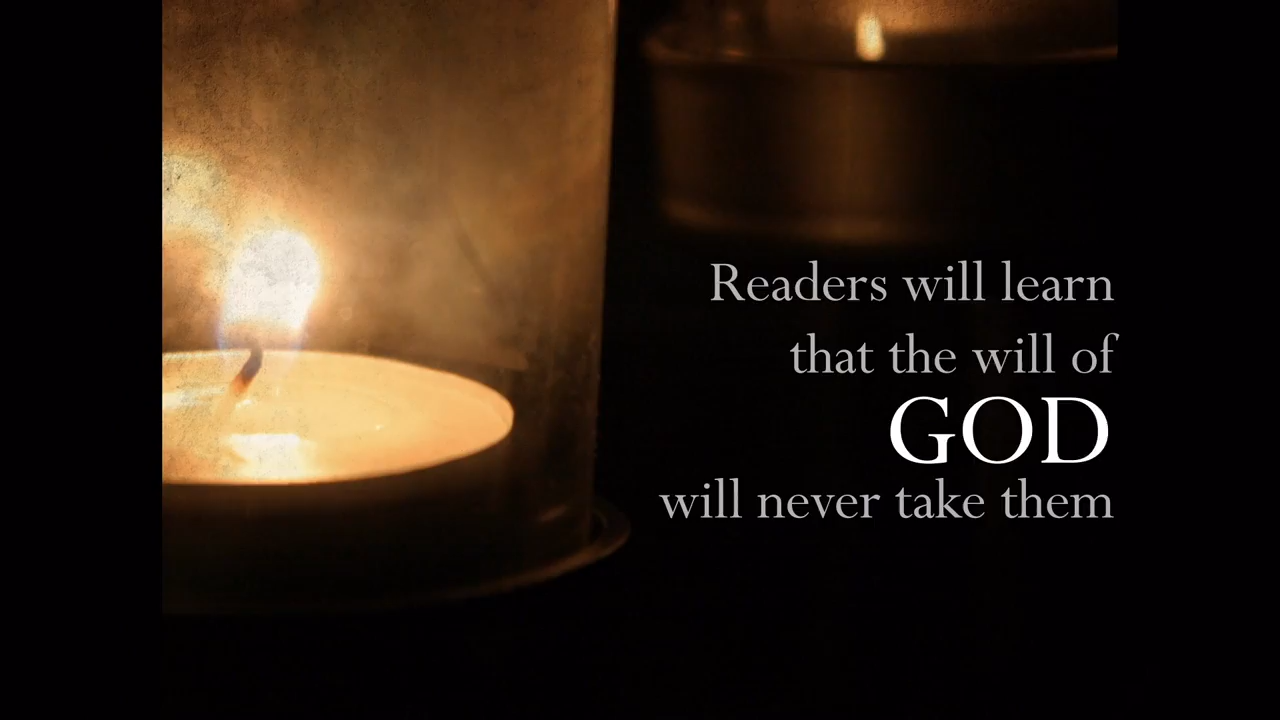 Readers will learn
that the will of
GOD
will never take them